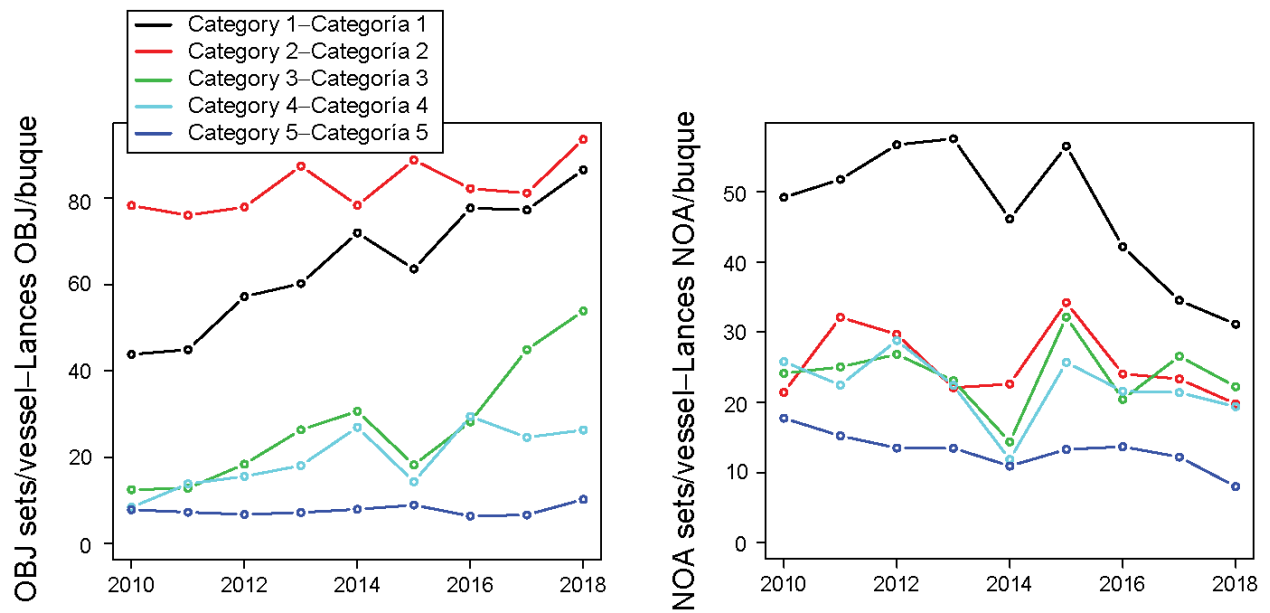 Category 1–Categoría 1
Category 2–Categoría 2
Category 3–Categoría 3
Category 4–Categoría 4
Category 5–Categoría 5
OBJ sets/vessel–Lances OBJ/buque
80
60
40
20
0
2010 2012 2014 2016 2018
NOA sets/vessel–Lances NOA/buque
50
40
30
20
10
0
2010 2012 2014 2016 2018